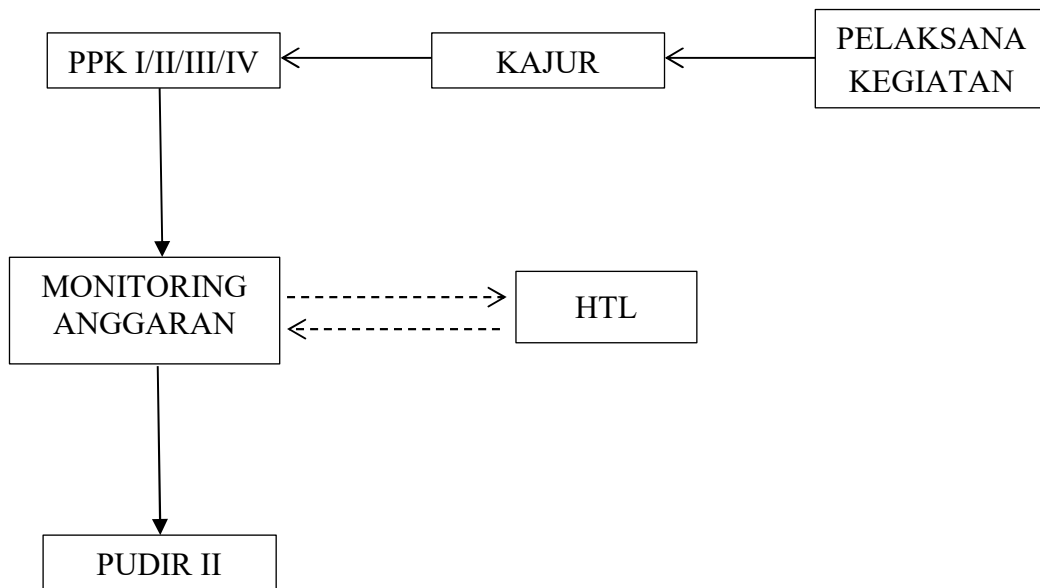 PPK I/II/III/IV
KAJUR
PELAKSANA
KEGIATAN
MONITORING
ANGGARAN
HTL
PUDIR II